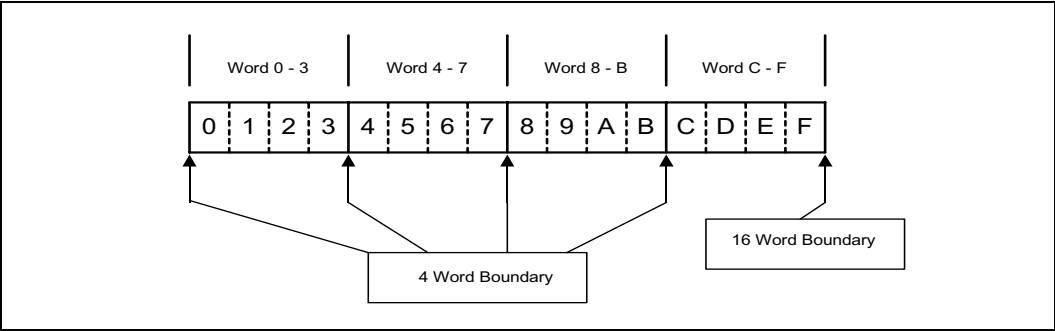 Word 0 - 3 Word 4 - 7 Word 8 - B Word C - F
0 1 2 3 4 5 6 7 8 9 A B C D E F
16 Word Boundary
4 Word Boundary